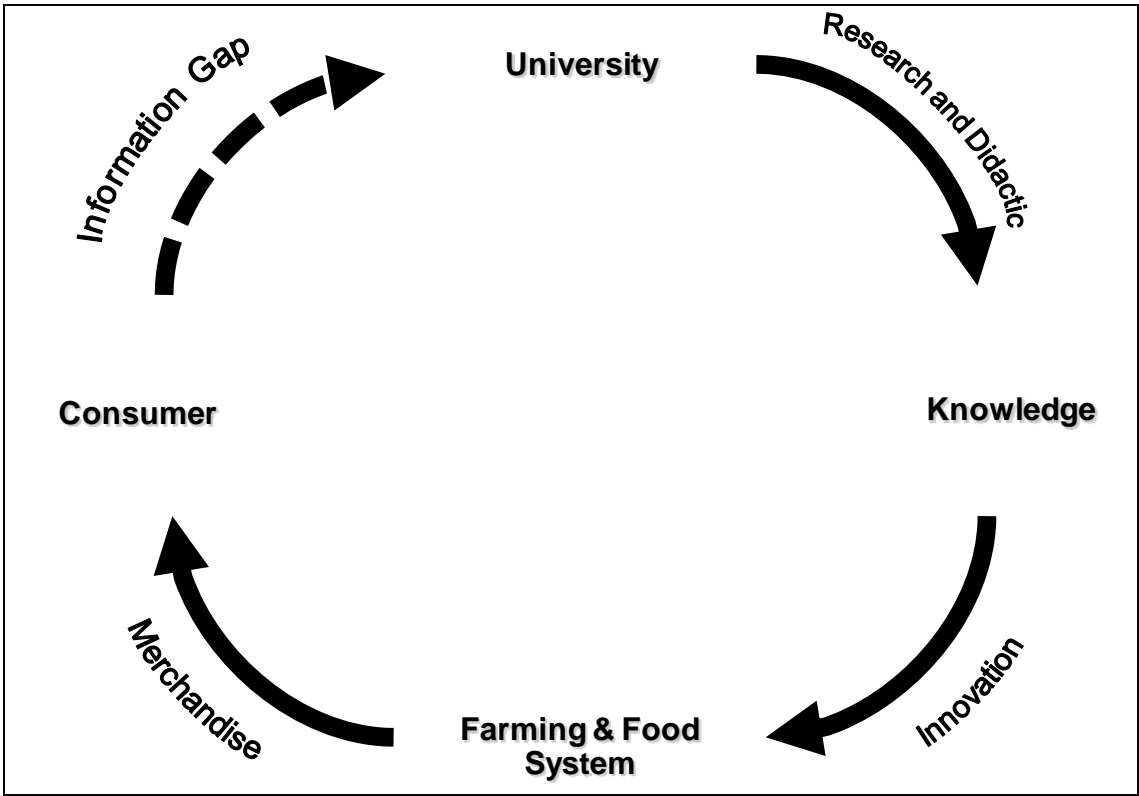 University
Research and Didactic
Knowledge
Innovation
Farming & Food
System
Merchandise
Consumer
Information Gap